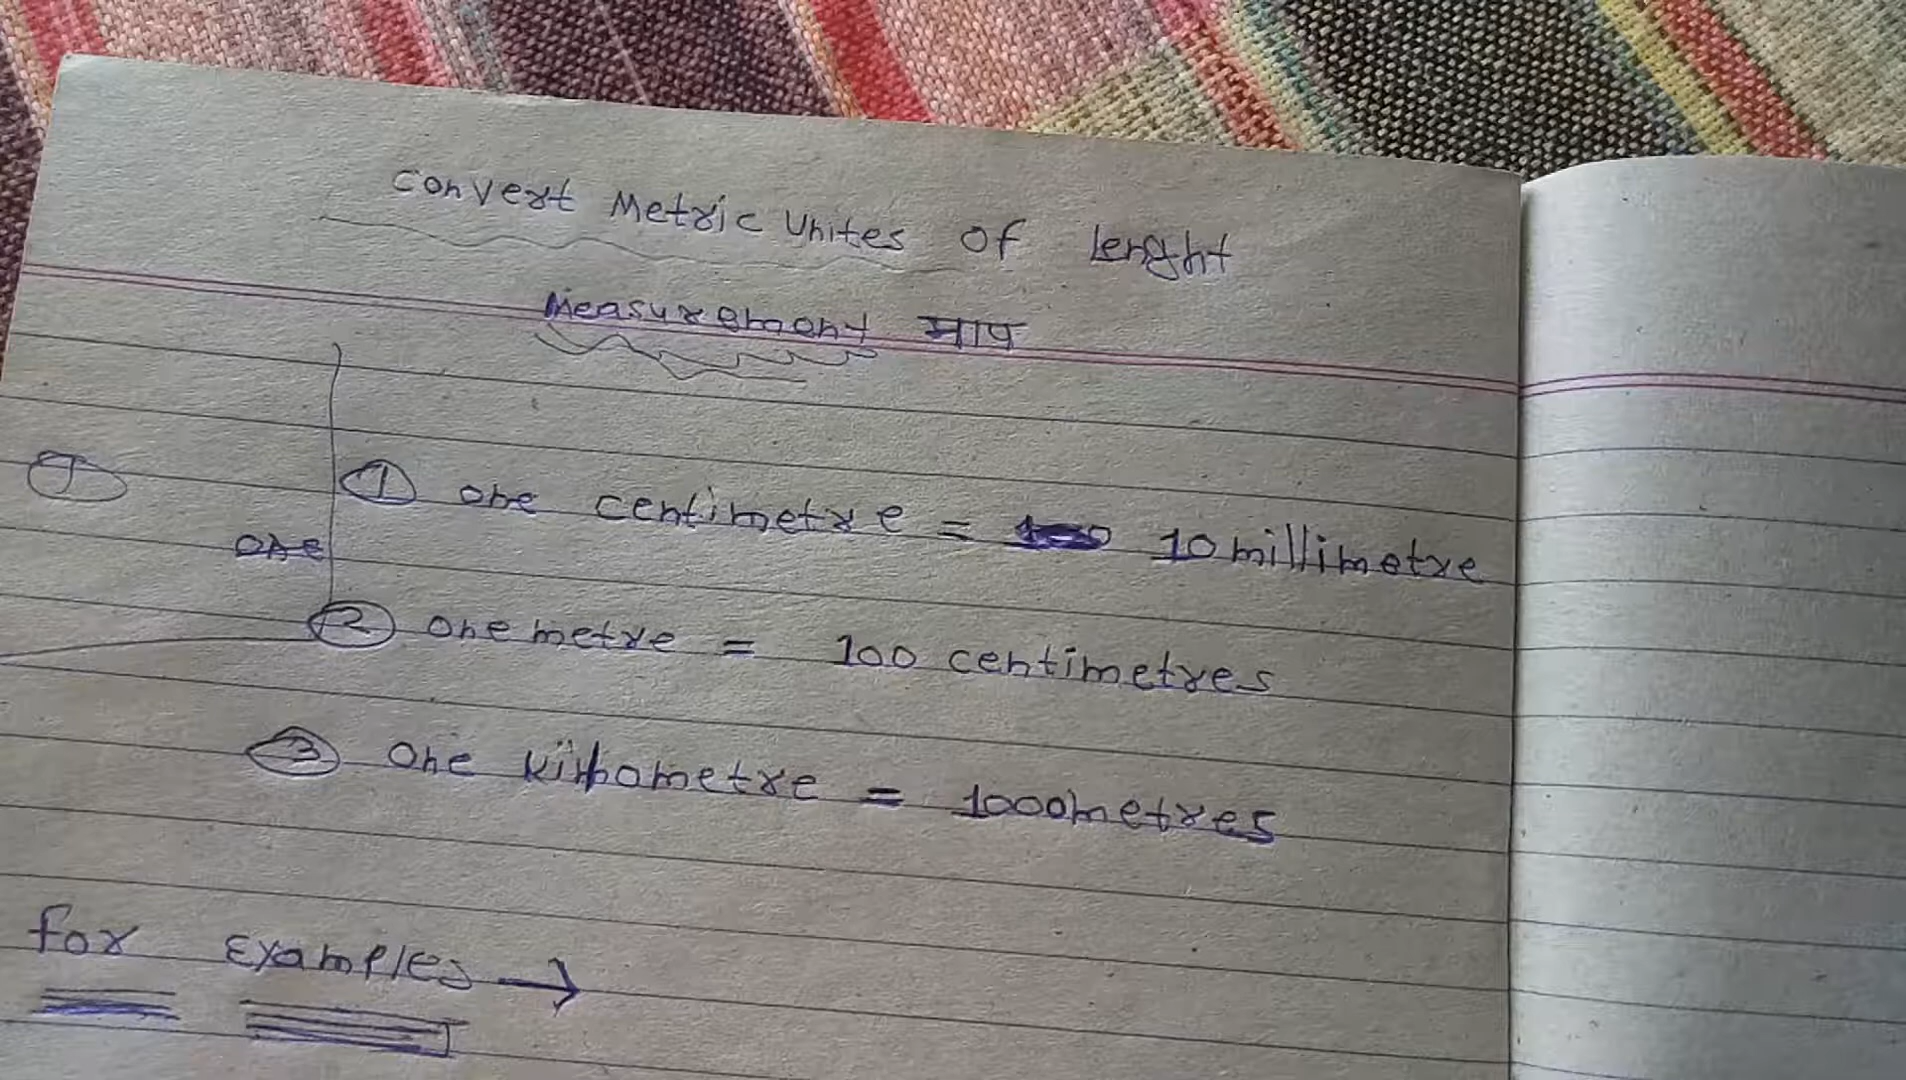 convert Metric Unites of lenght
Measurement माप
① one centimetre = 10 millimetre
one
② one metre = 100 centimetres
③ one kilometre = 1000metres
for examples →